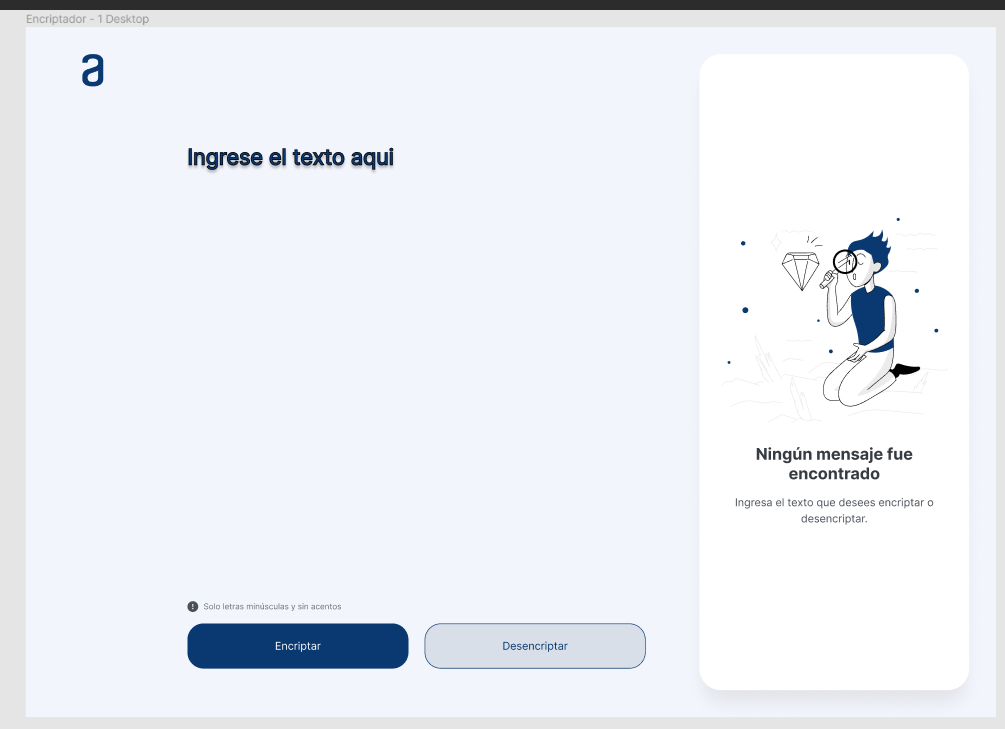 Encriptador - 1 Desktop
a
Ingrese el texto aqui
Ningún mensaje fue
encontrado
Ingresa el texto que desees encriptar o
desencriptar.
Solo letras minúsculas y sin acentos
Encriptar
Desencriptar